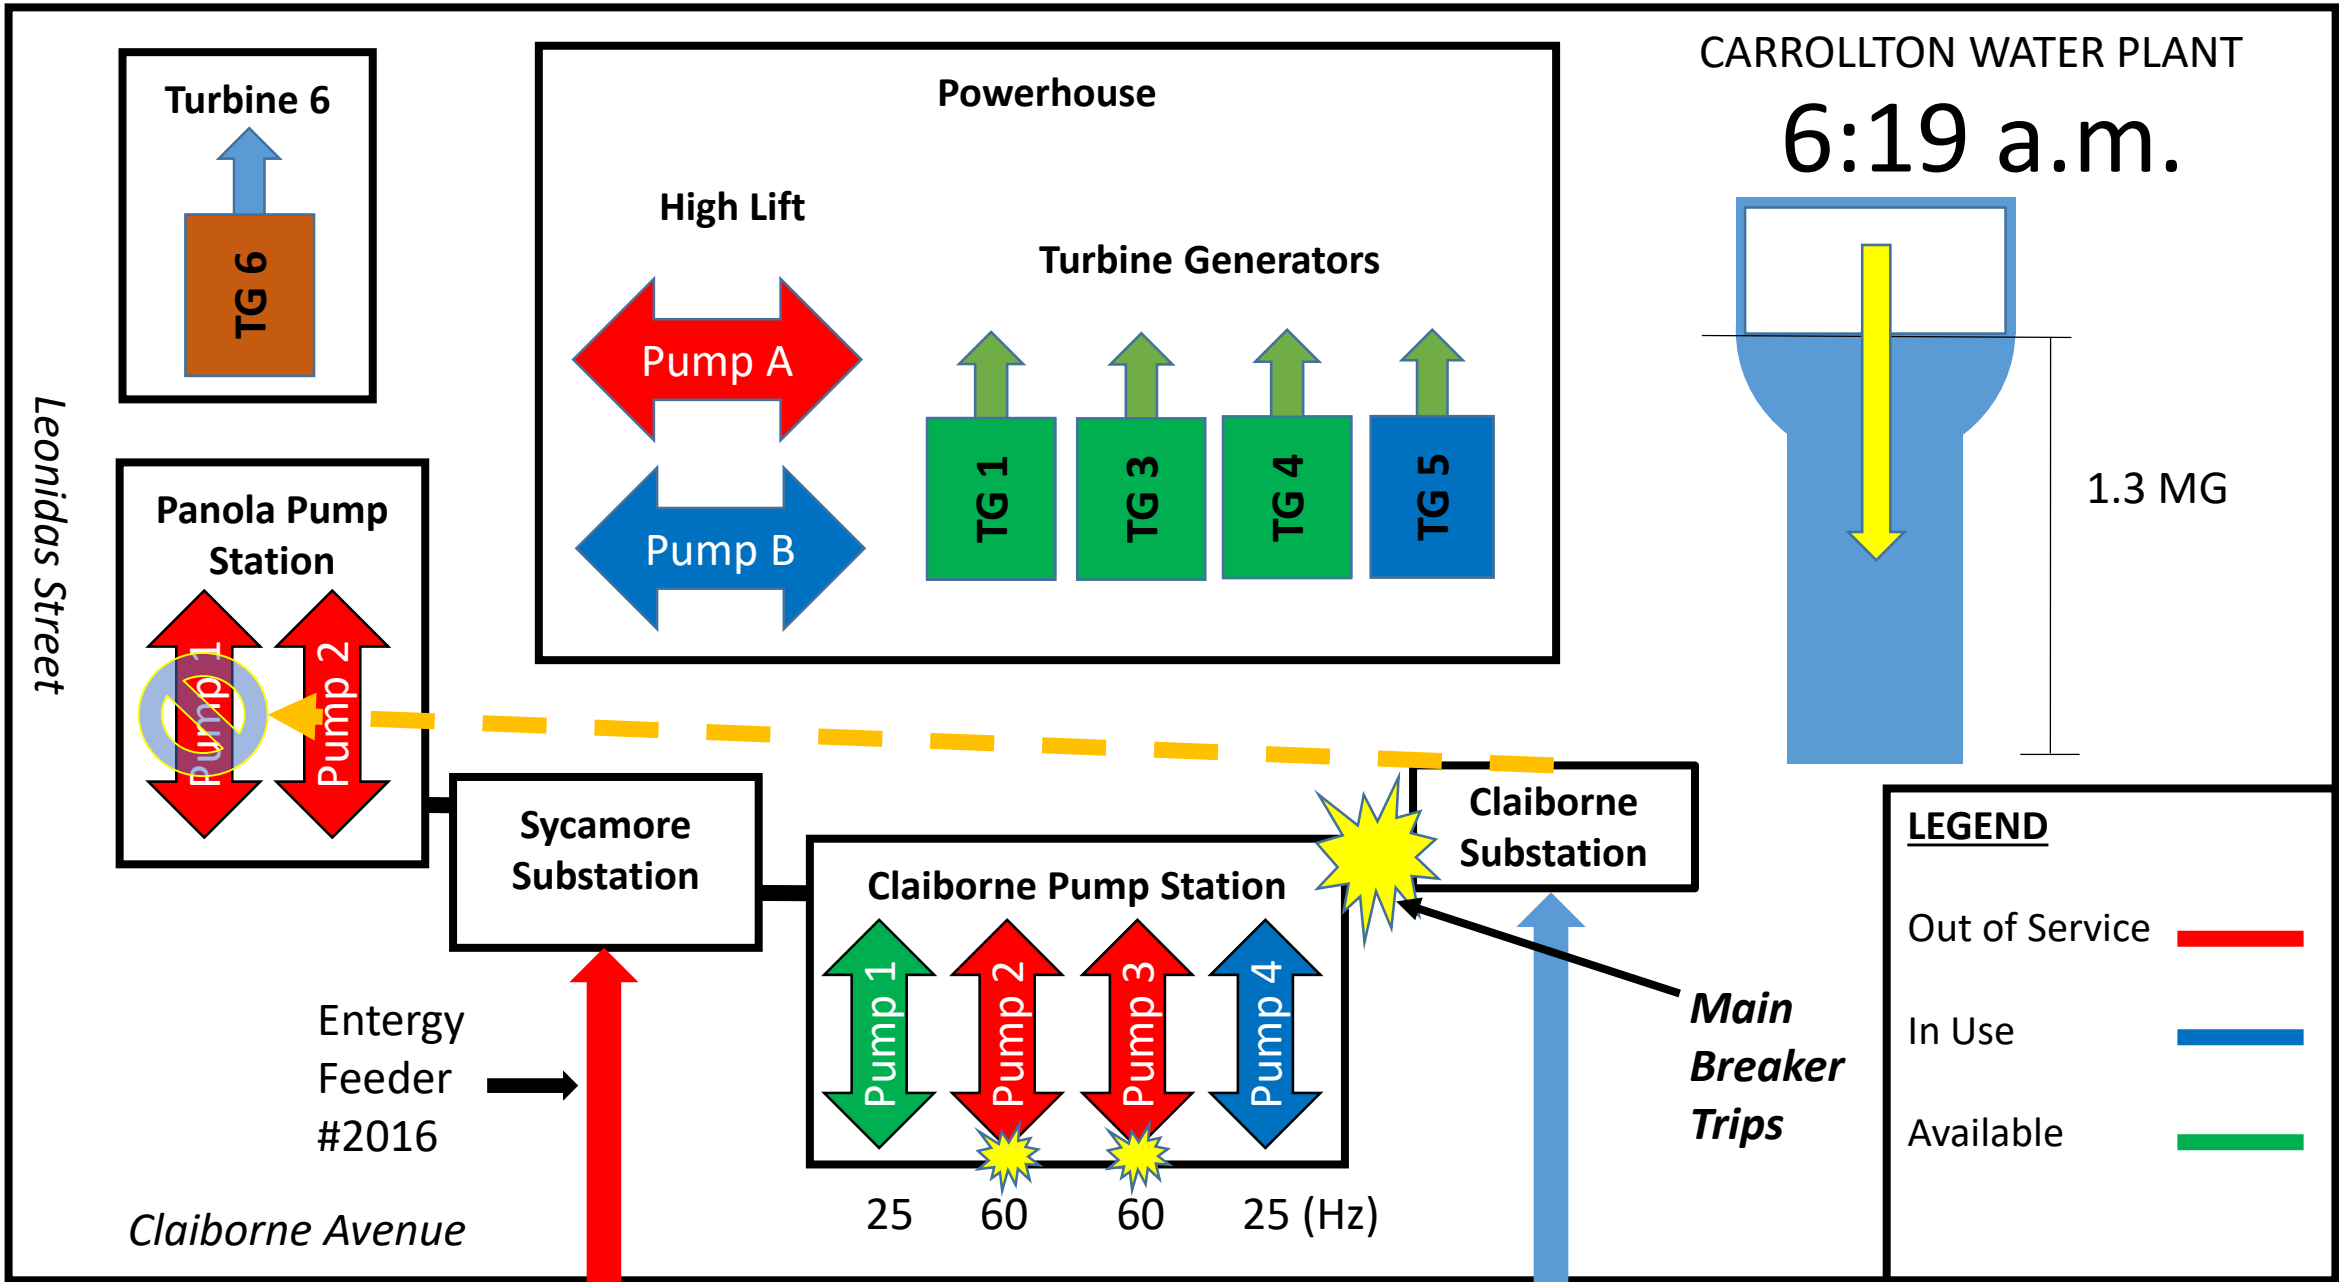 CARROLLTON WATER PLANT
6:19 a.m.
Turbine 6
TG 6
Powerhouse
High Lift
Pump A
Pump B
Turbine Generators
TG 1
TG 3
TG 4
TG 5
1.3 MG
Leonidas Street
Panola Pump
Station
Pump 1
Pump 2
Sycamore
Substation
Claiborne Pump Station
Pump 1
Pump 2
Pump 3
Pump 4
25
60
60
25 (Hz)
Claiborne
Substation
Main
Breaker
Trips
Entergy
Feeder
#2016
Claiborne Avenue
LEGEND
Out of Service
In Use
Available